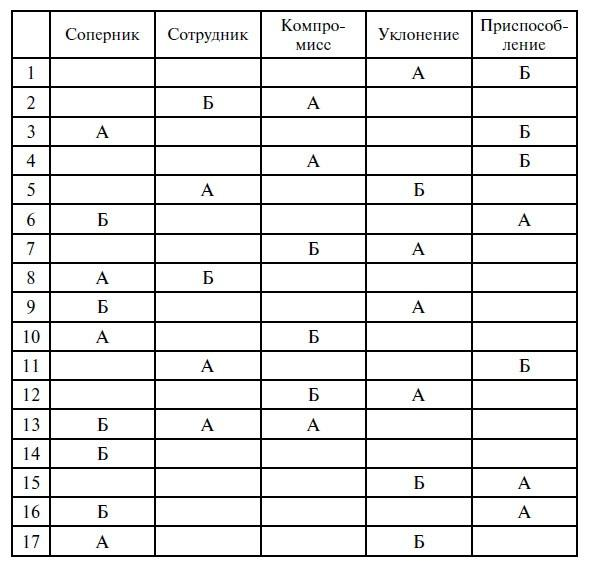 Соперник Сотрудник Компро-мисс Уклонение Приспособ-ление
1 А Б
2 Б А
3 А Б
4 А Б
5 А Б
6 Б А
7 Б А
8 А Б
9 Б А
10 А Б
11 А Б
12 Б А
13 Б А А
14 Б
15 Б А
16 Б А
17 А Б